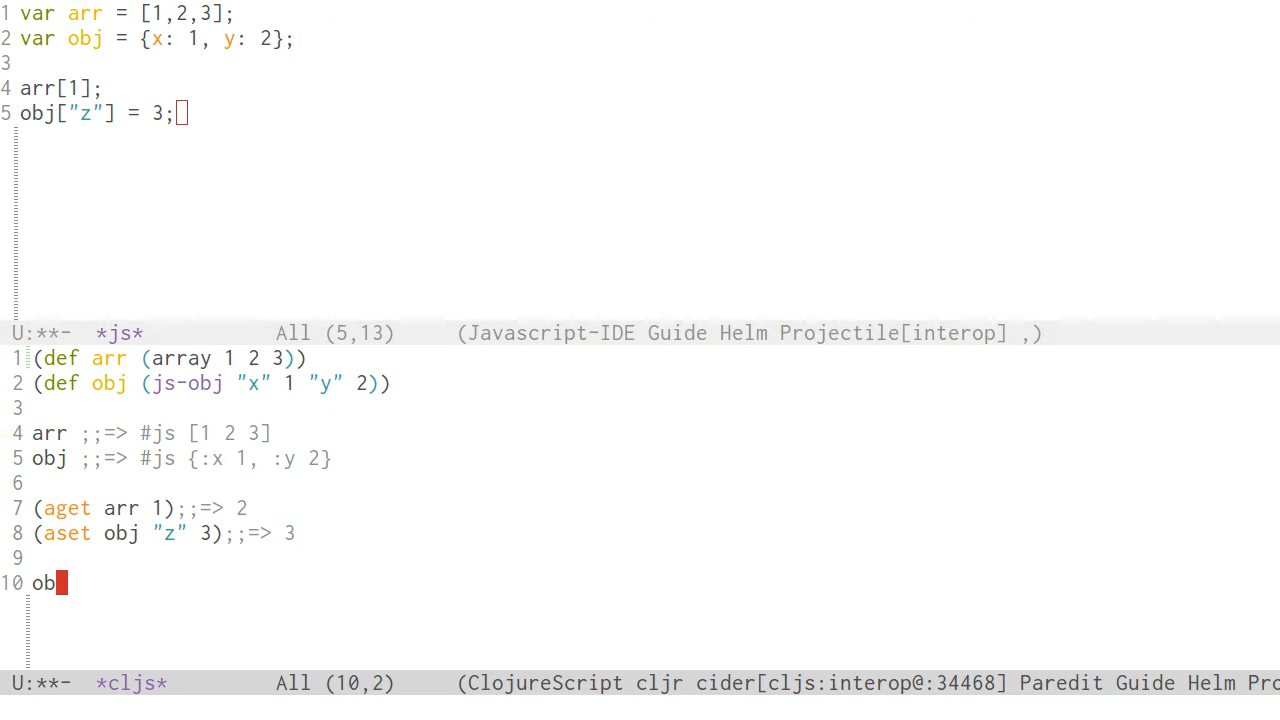 1 var arr = [1,2,3];
2 var obj = {x: 1, y: 2};
3
4 arr[1];
5 obj["z"] = 3;
U:**-  *js*           All (5,13)     (Javascript-IDE Guide Helm Projectile[interop] ,)
1 (def arr (array 1 2 3))
2 (def obj (js-obj "x" 1 "y" 2))
3
4 arr ;;=> #js [1 2 3]
5 obj ;;=> #js {:x 1, :y 2}
6
7 (aget arr 1);;=> 2
8 (aset obj "z" 3);;=> 3
9
10 ob
U:**-  *cljs*         All (10,2)     (ClojureScript cljr cider[cljs:interop@:34468] Paredit Guide Helm Pro